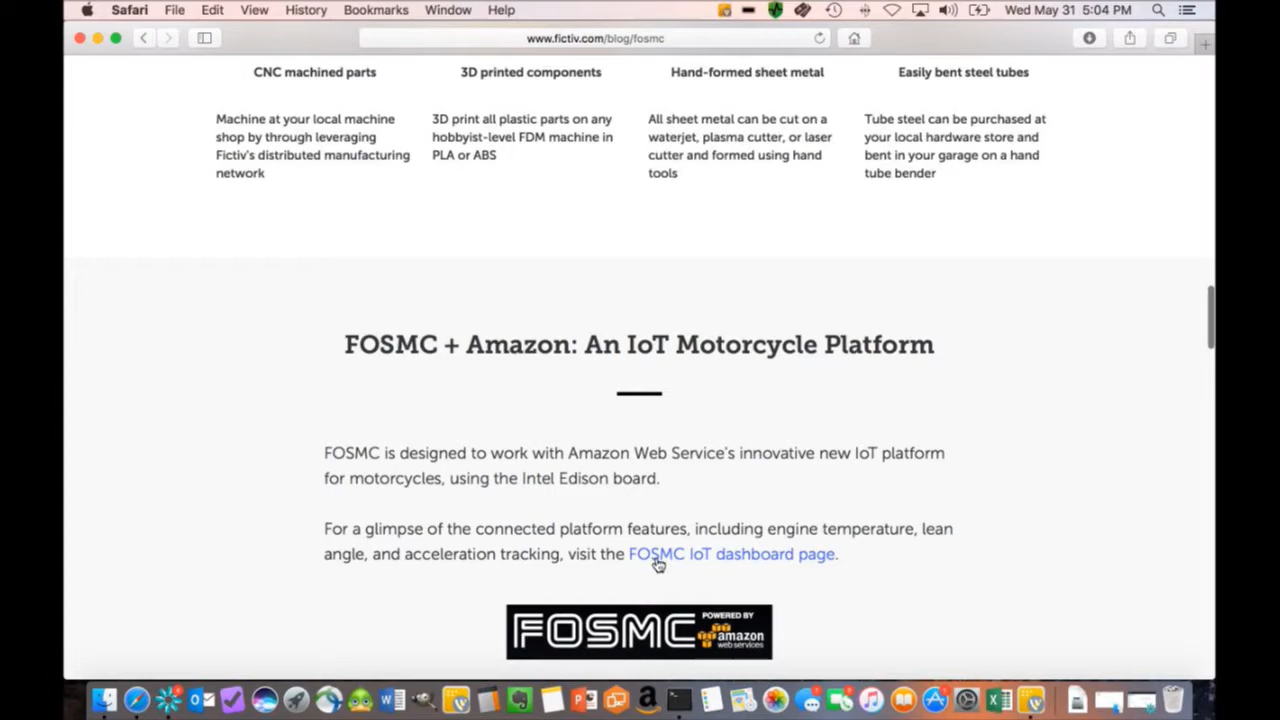 Safari File Edit View History Bookmarks Window Help Wed May 31 5:04 PM
www.fictiv.com/blog/fosmc
CNC machined parts
3D printed components
Hand-formed sheet metal
Easily bent steel tubes
Machine at your local machine
shop by through leveraging
Fictiv's distributed manufacturing
network
3D print all plastic parts on any
hobbyist-level FDM machine in
PLA or ABS
All sheet metal can be cut on a
waterjet, plasma cutter, or laser
cutter and formed using hand
tools
Tube steel can be purchased at
your local hardware store and
bent in your garage on a hand
tube bender
FOSMC + Amazon: An IoT Motorcycle Platform
FOSMC is designed to work with Amazon Web Service's innovative new IoT platform
for motorcycles, using the Intel Edison board.
For a glimpse of the connected platform features, including engine temperature, lean
angle, and acceleration tracking, visit the FOSMC IoT dashboard page.
FOSMC
POWERED BY
amazon
web services